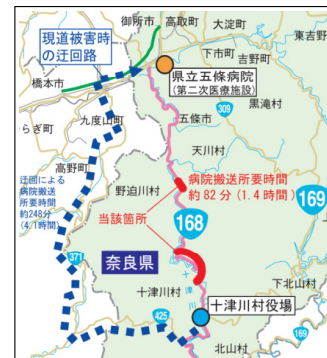 御所市
高取町
大淀町
東吉野
現道被害時
の迂回路
下市町
吉野町
橋本市
県立五條病院
(第二次医療施設)
黒滝村
309
九度山町
らぎ町
五條市
天川村
高野町
迂回による
病院搬送
所要時間
約248分
(4.1時間)
野迫川村
病院搬送所要時間
約82分(1.4時間)
169
当該箇所
168
奈良県
371
十津川
下北山村
十津川村
425
十津川村役場
169
北山村